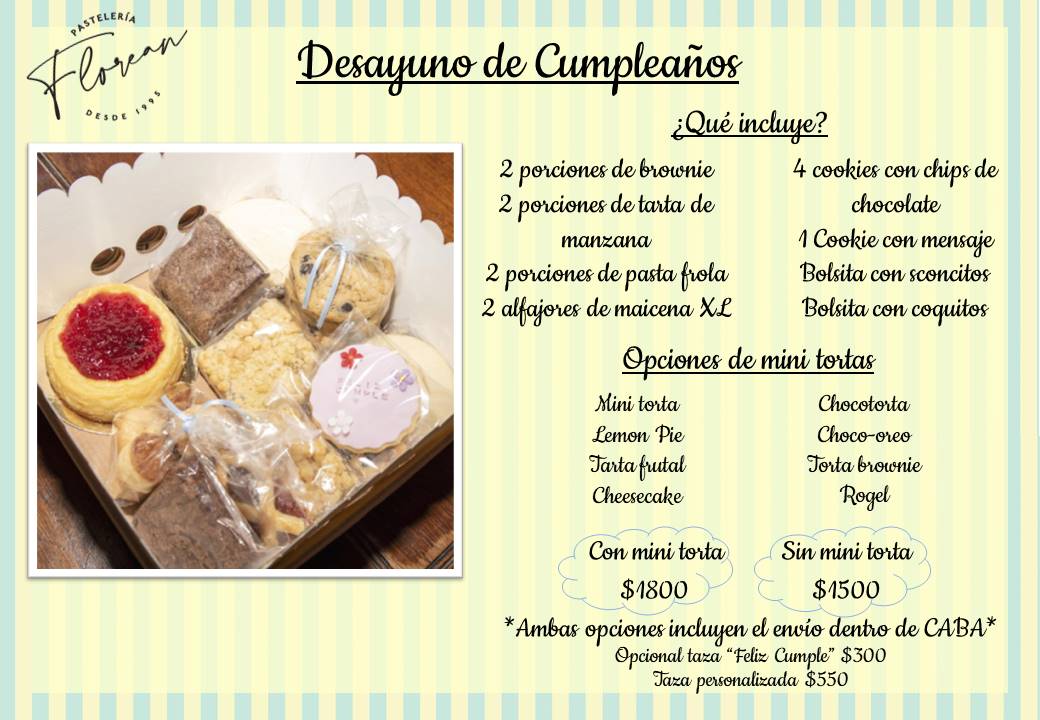 PASTELERÍA
Florean
DESDE 1995
Desayuno de Cumpleaños
¿Qué incluye?
2 porciones de brownie
2 porciones de tarta de
manzana
2 porciones de pasta frola
2 alfajores de maicena XL
4 cookies con chips de
chocolate
1 Cookie con mensaje
Bolsita con sconcitos
Bolsita con coquitos
Opciones de mini tortas
Mini torta
Lemon Pie
Tarta frutal
Cheesecake
Chocotorta
Choco-oreo
Torta brownie
Rogel
Con mini torta
$1800
Sin mini torta
$1500
*Ambas opciones incluyen el envío dentro de CABA*
Opcional taza “Feliz Cumple” $300
Taza personalizada $550